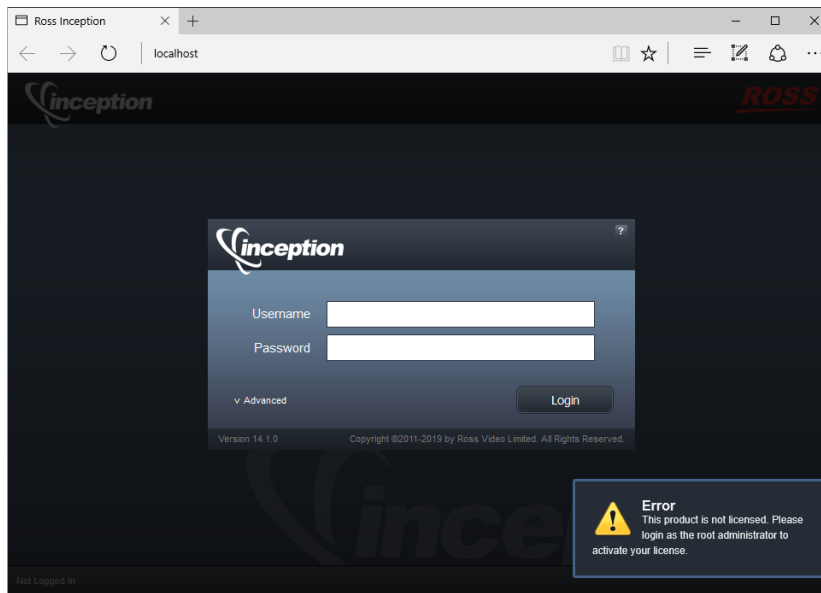 Ross Inception
localhost
inception
ROSS
inception
?
Username
Password
v Advanced
Login
Version 14.1.0
Copyright ©2011-2019 by Ross Video Limited. All Rights Reserved.
ince
Error
This product is not licensed. Please
login as the root administrator to
activate your license.
Not Logged In